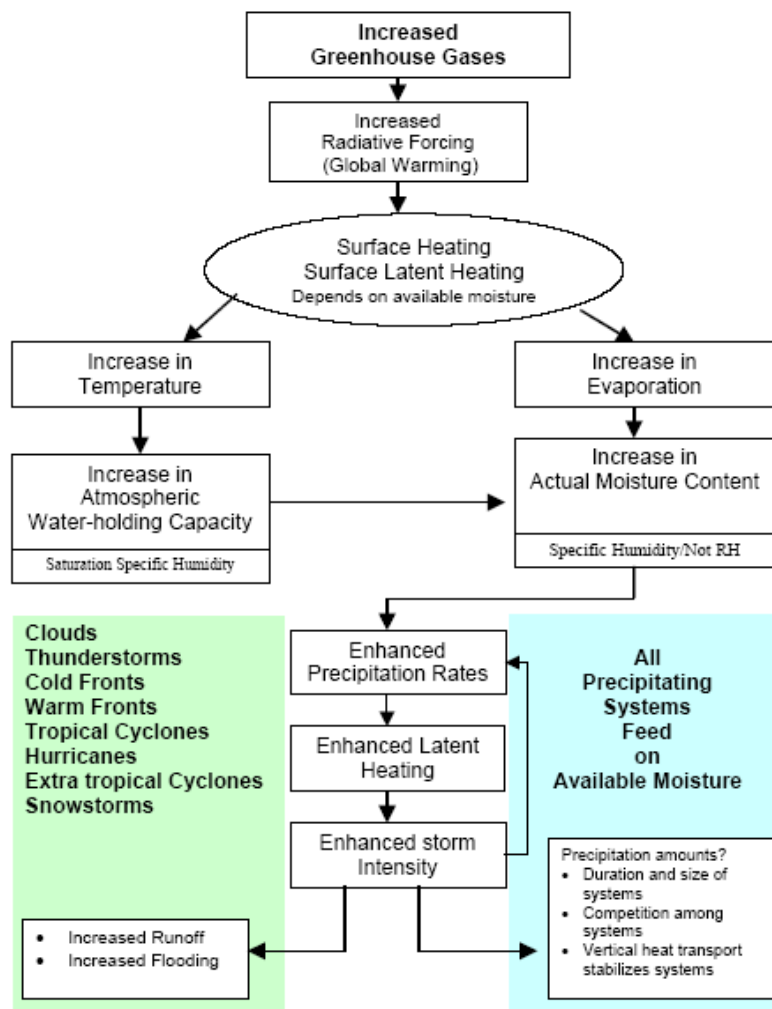 Increased
Greenhouse Gases
Increased
Radiative Forcing
(Global Warming)
Surface Heating
Surface Latent Heating
Depends on available moisture
Increase in
Temperature
Increase in
Evaporation
Increase in
Atmospheric
Water-holding Capacity
Saturation Specific Humidity
Increase in
Actual Moisture Content
Specific Humidity/Not RH
Clouds
Thunderstorms
Cold Fronts
Warm Fronts
Tropical Cyclones
Hurricanes
Extra tropical Cyclones
Snowstorms
Enhanced
Precipitation Rates
Enhanced Latent
Heating
Enhanced storm
Intensity
All
Precipitating
Systems
Feed
on
Available Moisture
• Increased Runoff
• Increased Flooding
Precipitation amounts?
• Duration and size of
systems
• Competition among
systems
• Vertical heat transport
stabilizes systems